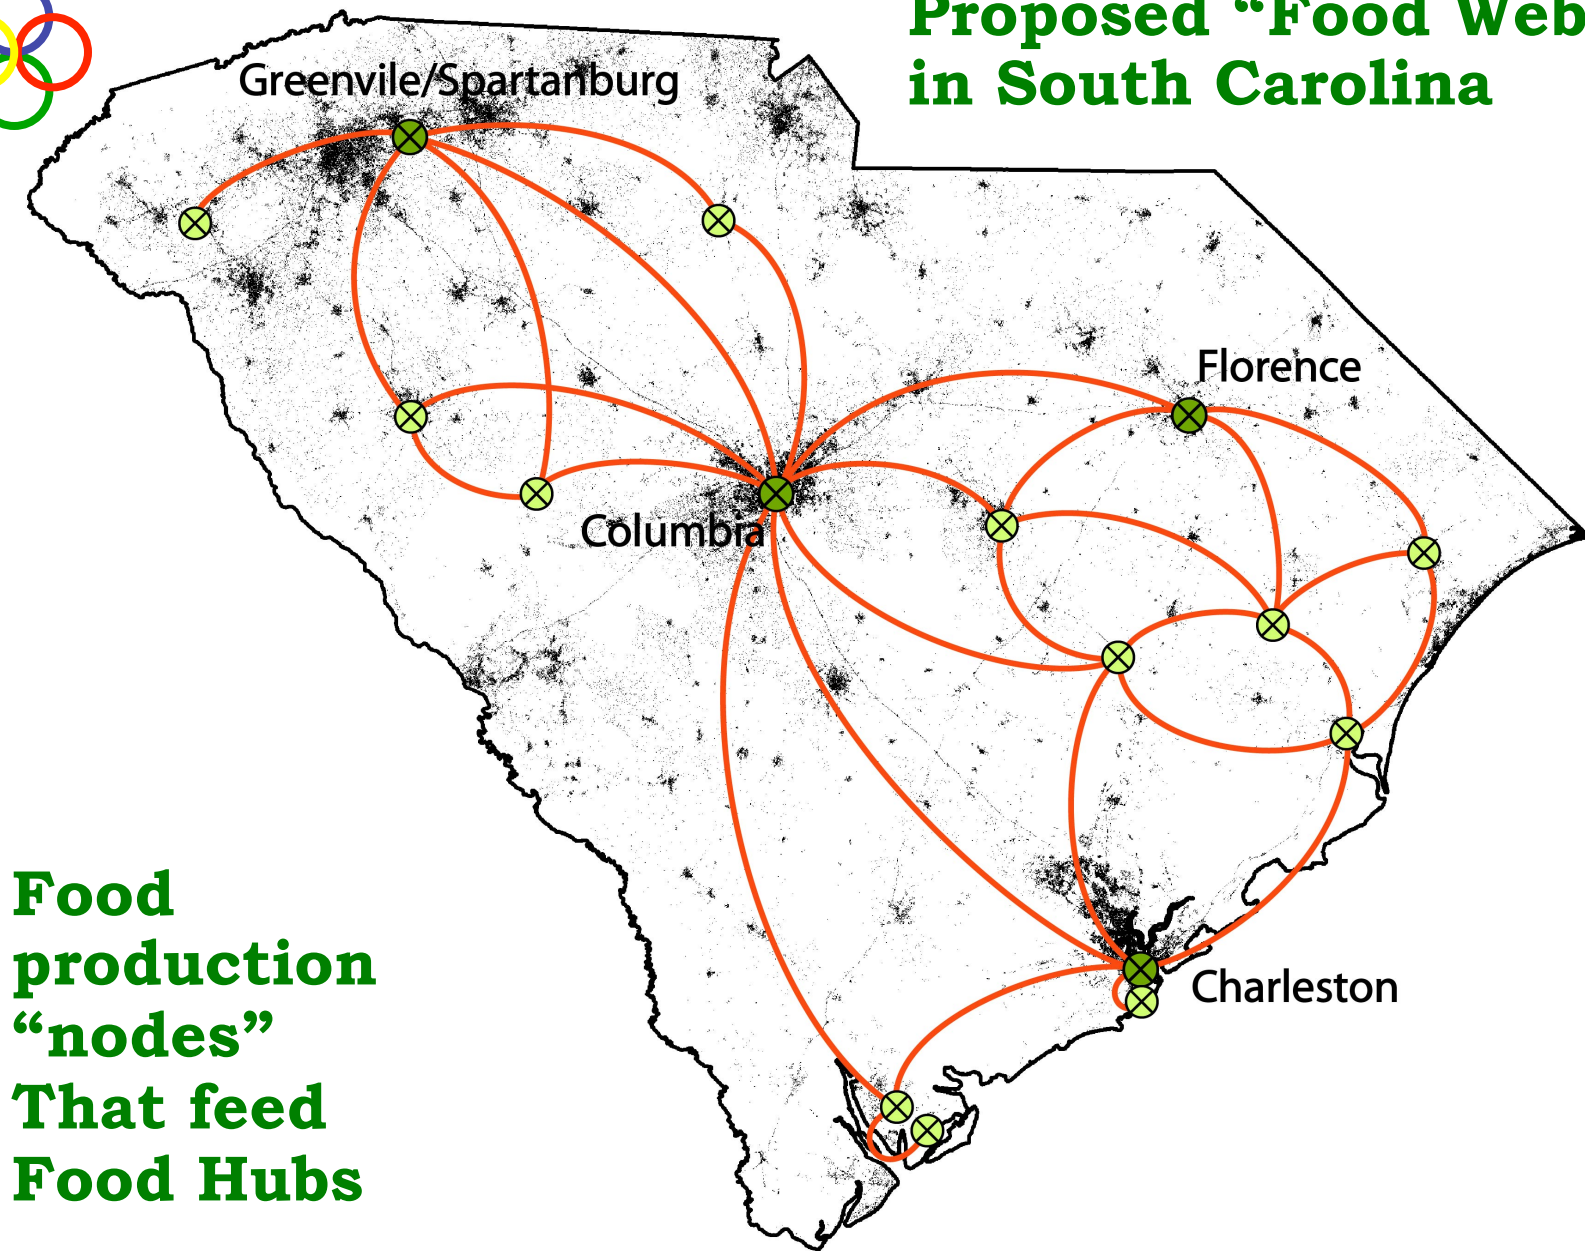 Proposed “Food Web
in South Carolina
Greenvile/Spartanburg
Florence
Columbia
Charleston
Food
production
“nodes”
That feed
Food Hubs